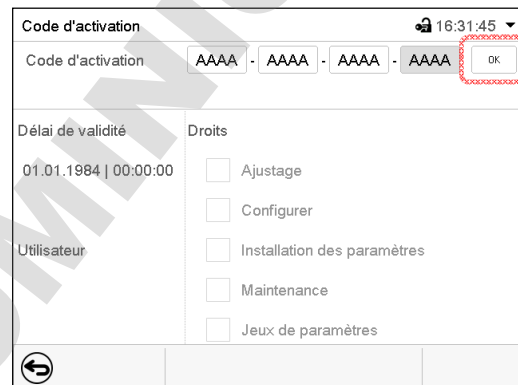 Code d'activation 16:31:45
Code d'activation AAAA - AAAA - AAAA - AAAA OK
Délai de validité Droits
01.01.1984 | 00:00:00 Ajustage
Configurer
Utilisateur Installation des paramètres
Maintenance
Jeux de paramètres